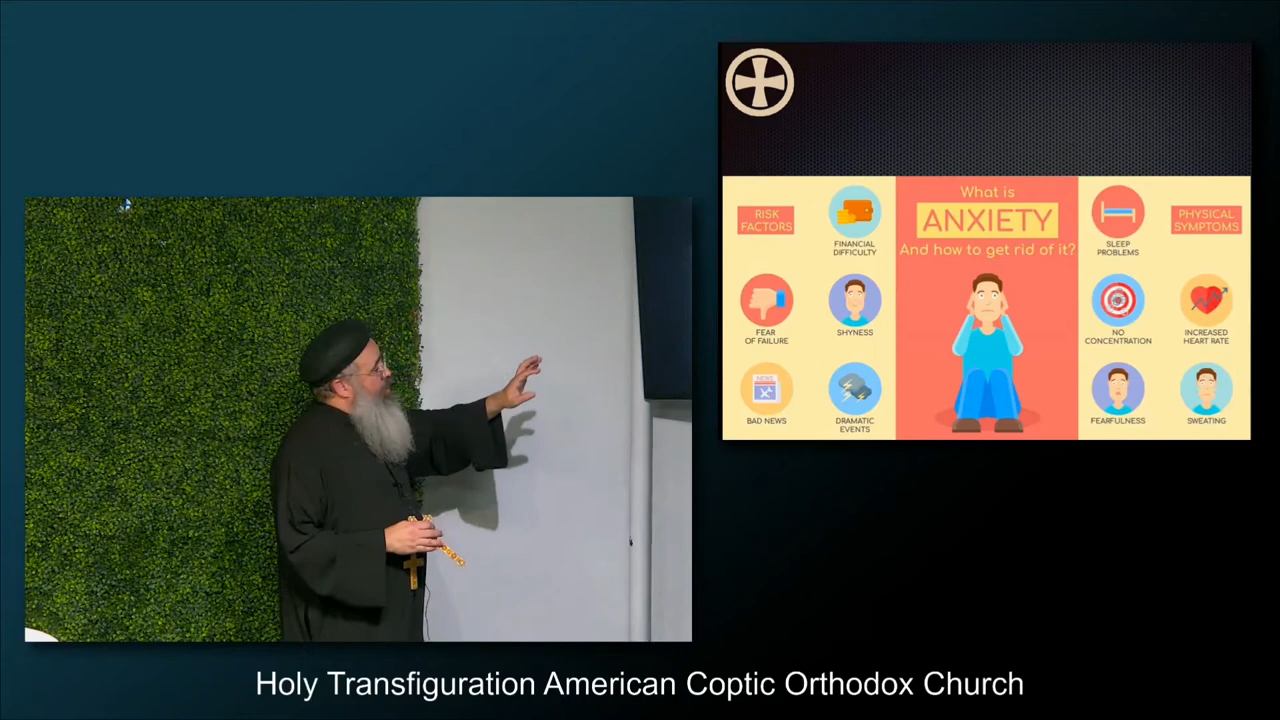 What is
ANXIETY
And how to get rid of it?
RISK
FACTORS
FINANCIAL
DIFFICULTY
FEAR
OF FAILURE
SHYNESS
BAD NEWS
DRAMATIC
EVENTS
SLEEP
PROBLEMS
PHYSICAL
SYMPTOMS
NO
CONCENTRATION
INCREASED
HEART RATE
FEARFULNESS
SWEATING
NEWS
Holy Transfiguration American Coptic Orthodox Church